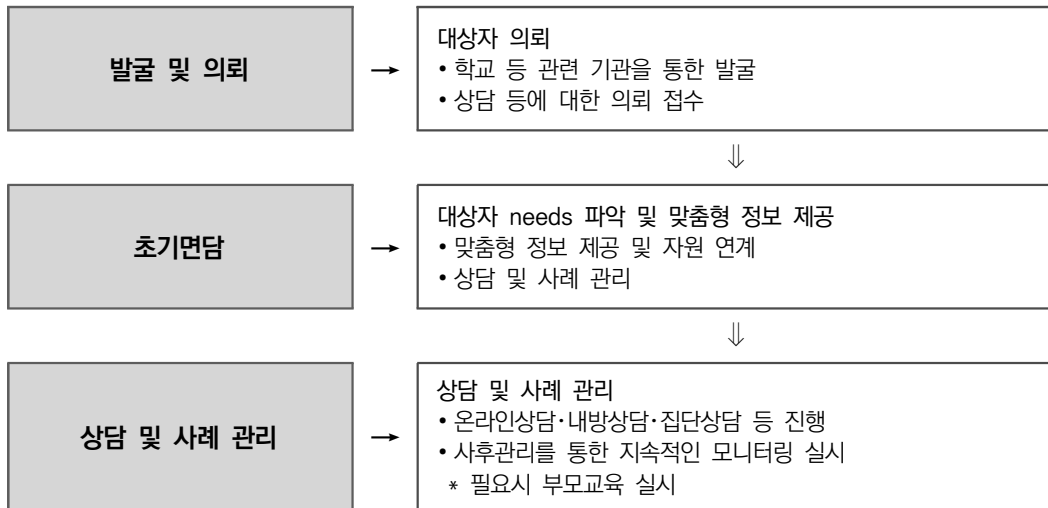 발굴 및 의뢰
→
대상자 의뢰
• 학교 등 관련 기관을 통한 발굴
• 상담 등에 대한 의뢰 접수
⇓
초기면담
→
대상자 needs 파악 및 맞춤형 정보 제공
• 맞춤형 정보 제공 및 자원 연계
• 상담 및 사례 관리
⇓
상담 및 사례 관리
→
상담 및 사례 관리
• 온라인상담·내방상담·집단상담 등 진행
• 사후관리를 통한 지속적인 모니터링 실시
* 필요시 부모교육 실시